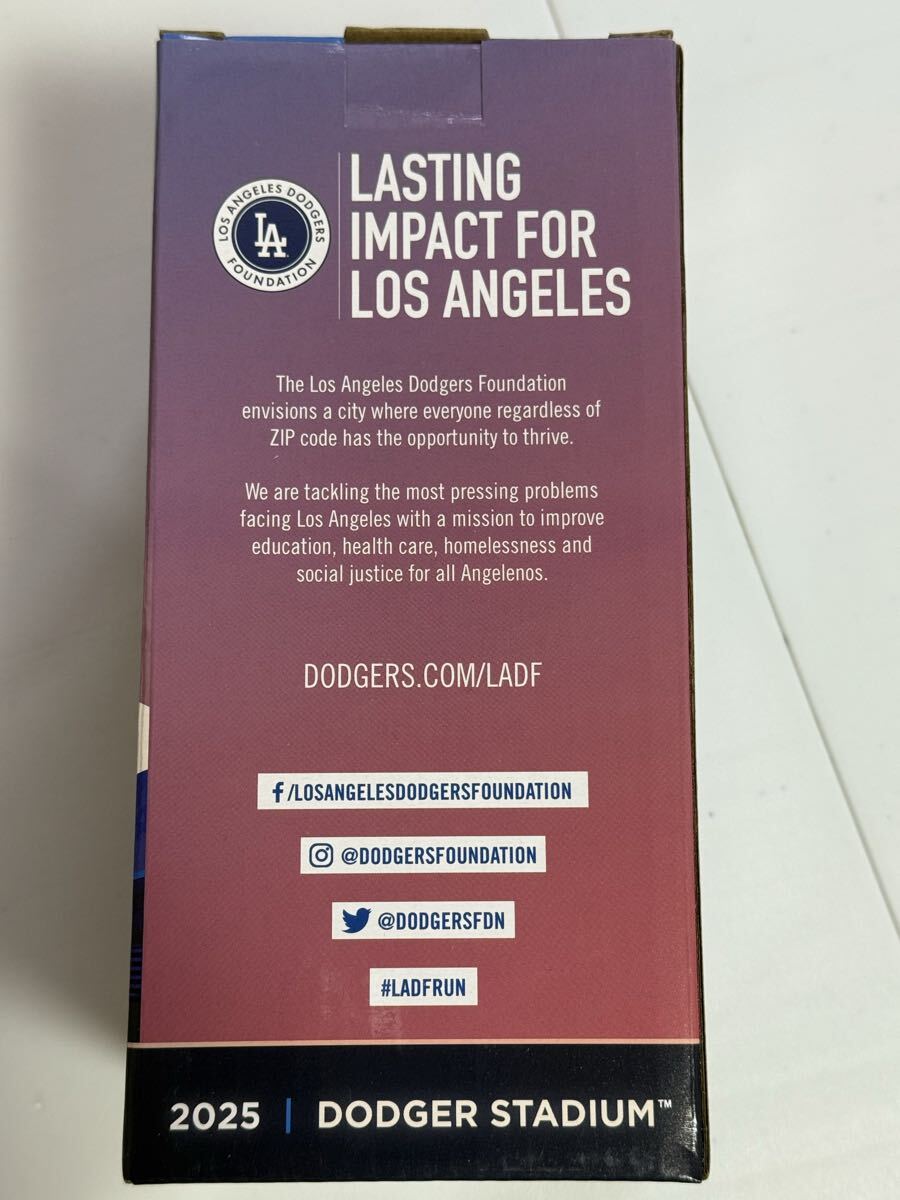 LOS ANGELES DODGERS
LA
FOUNDATION
LASTING
IMPACT FOR
LOS ANGELES
The Los Angeles Dodgers Foundation
envisions a city where everyone regardless of
ZIP code has the opportunity to thrive.
We are tackling the most pressing problems
facing Los Angeles with a mission to improve
education, health care, homelessness and
social justice for all Angelenos.
DODGERS.COM/LADF
f/LOSANGELESDODGERSFOUNDATION
@DODGERSFOUNDATION
@DODGERSFDN
#LADFRUN
2025 | DODGER STADIUM™